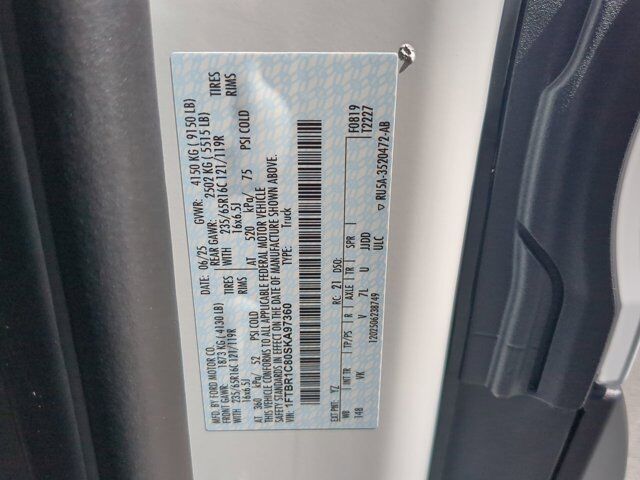 MFD. BY FORD MOTOR CO.
DATE: 06/25 GVWR: 4150 KG ( 9150 LB)
FRONT GAWR: 1873 KG ( 4130 LB) REAR GAWR: 2502 KG ( 5515 LB)
WITH 235/65R16C 121/119R TIRES WITH 235/65R16C 121/119R TIRES
16x6.5J RIMS 16x6.5J RIMS
AT 360 kPa/ 52 PSI COLD AT 520 kPa/ 75 PSI COLD
THIS VEHICLE CONFORMS TO ALL APPLICABLE FEDERAL MOTOR VEHICLE
SAFETY STANDARDS IN EFFECT ON THE DATE OF MANUFACTURE SHOWN ABOVE.
VIN: 1FTBR1C80SKA97360 TYPE: Truck
EXT PNT: YZ RC: 21 DSO: F0819
T2227
WB INT TR TP/PS R AXLE TR SPR
148 VK V 7L U JUDD
ULC
1202506238749 ▽ RU5A-3520472-AB